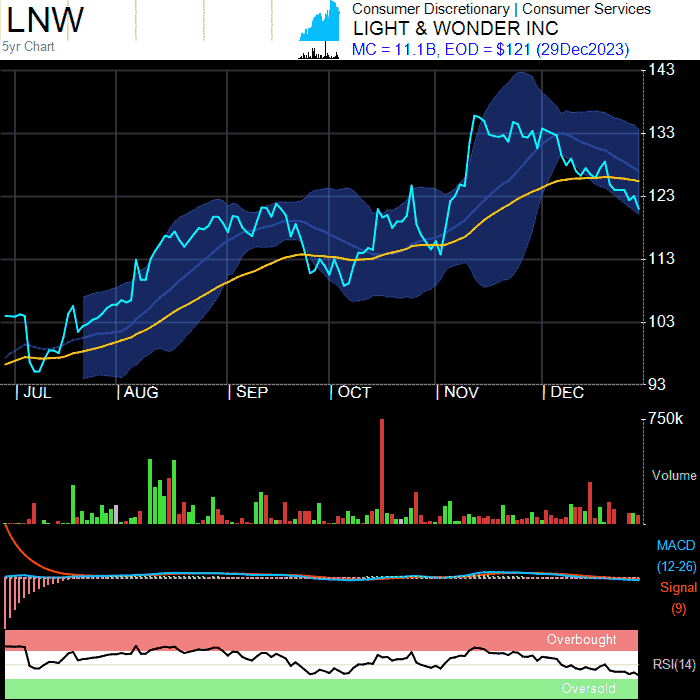 LNW
5yr Chart
Consumer Discretionary | Consumer Services
LIGHT & WONDER INC
MC = 11.1B, EOD = $121 (29Dec2023)
143
133
123
113
103
93
| JUL | AUG | SEP | OCT | NOV | DEC
750k
Volume
MACD
(12-26)
Signal
(9)
Overbought
RSI(14)
Oversold